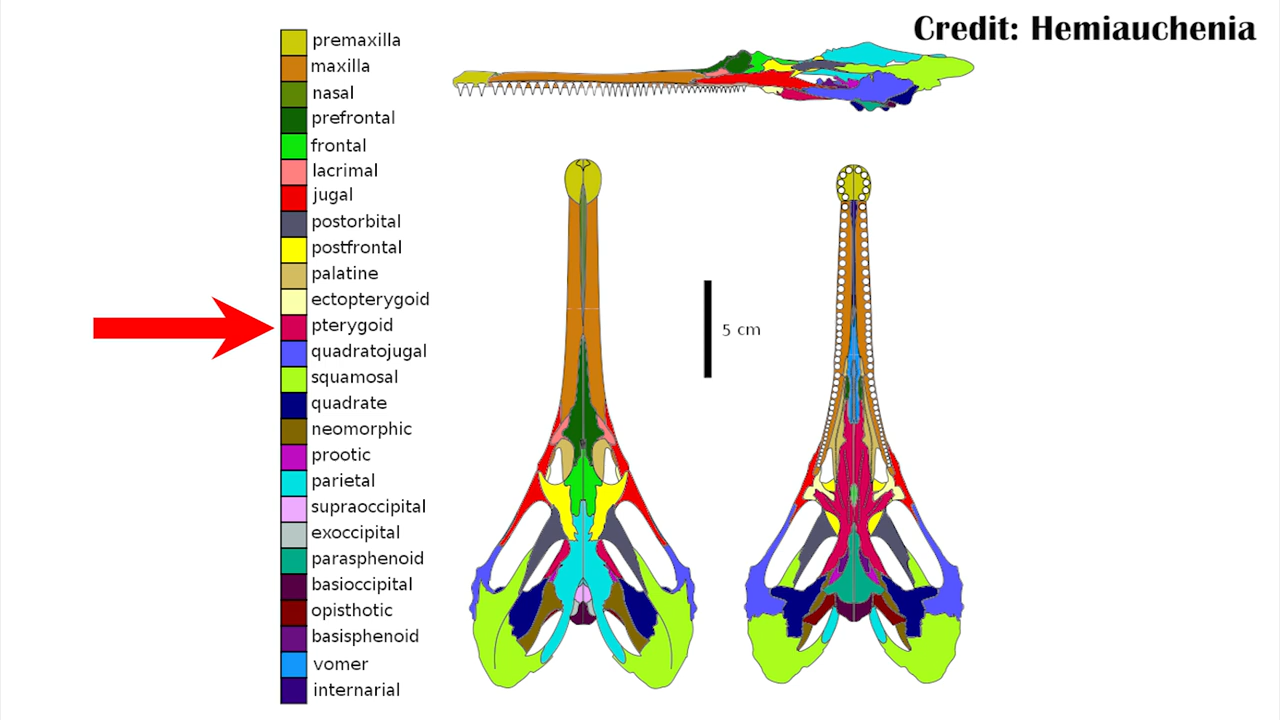 Credit: Hemiauchenia
premaxilla
maxilla
nasal
prefrontal
frontal
lacrimal
jugal
postorbital
postfrontal
palatine
ectopterygoid
pterygoid
quadratojugal
squamosal
quadrate
neomorphic
prootic
parietal
supraoccipital
exoccipital
parasphenoid
basioccipital
opisthotic
basisphenoid
vomer
internarial
5 cm